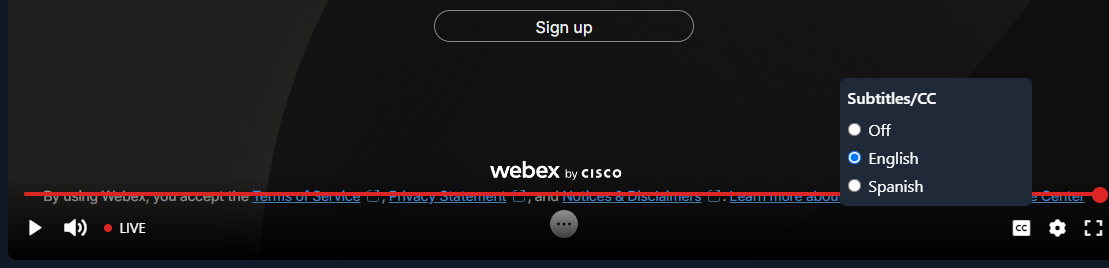 Sign up
Subtitles/CC
Off
English
Spanish
webex by CISCO
By using Webex, you accept the Terms of Service, Privacy Statement, and Notices & Disclaimers. Learn more about Center
LIVE
CC